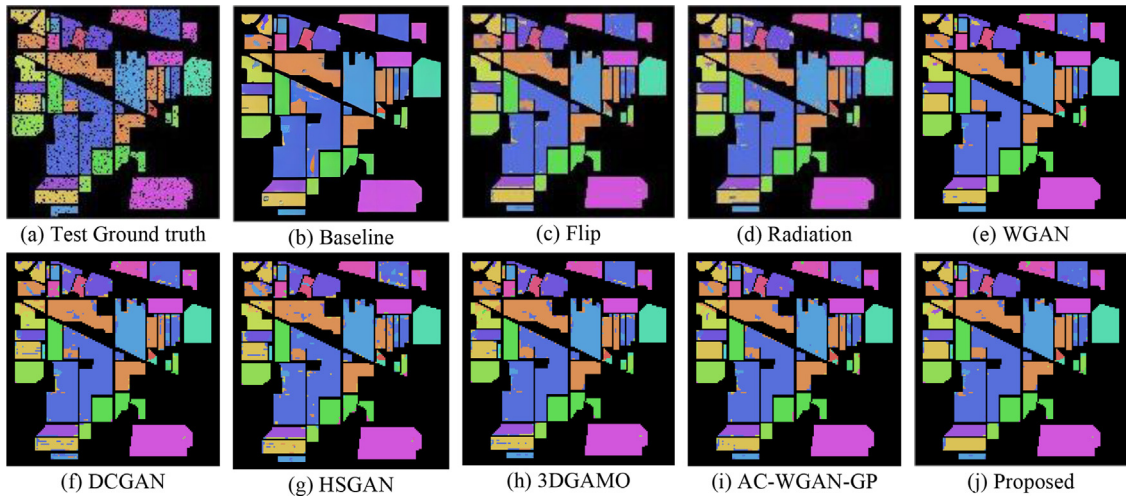 (a) Test Ground truth
(b) Baseline
(c) Flip
(d) Radiation
(e) WGAN
(f) DCGAN
(g) HSGAN
(h) 3DGAMO
(i) AC-WGAN-GP
(j) Proposed